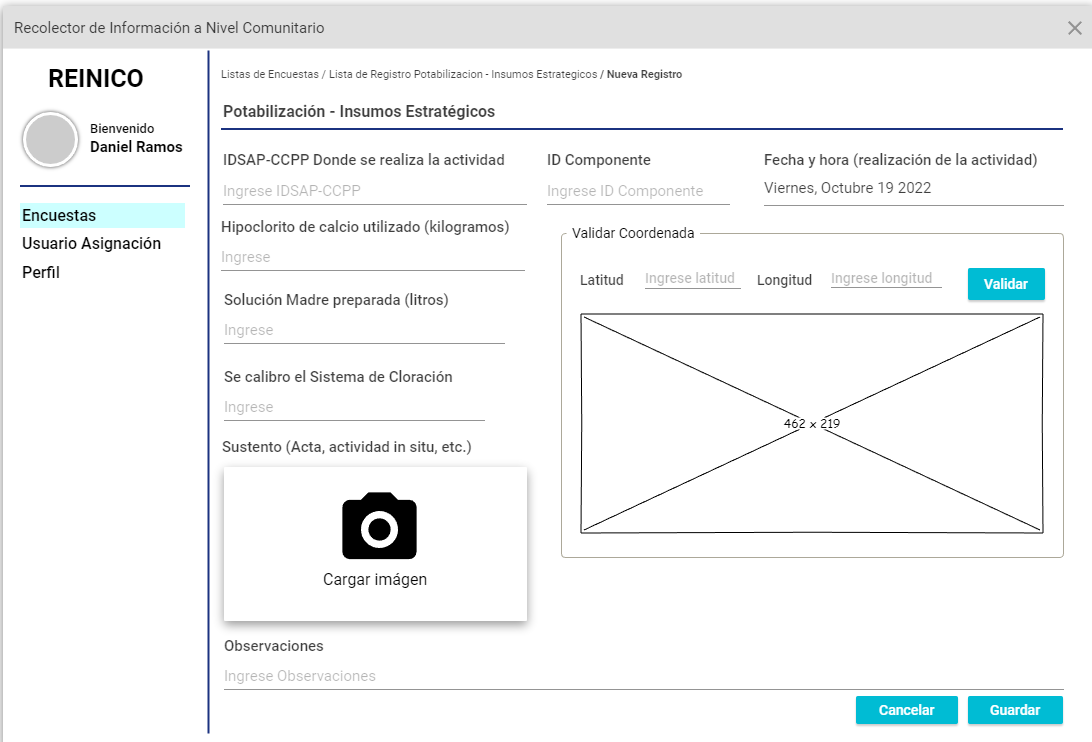 Recolector de Información a Nivel Comunitario
REINICO
Bienvenido
Daniel Ramos
Encuestas
Usuario Asignación
Perfil
Listas de Encuestas / Lista de Registro Potabilizacion - Insumos Estrategicos / Nueva Registro
Potabilización - Insumos Estratégicos
IDSAP-CCPP Donde se realiza la actividad
Ingrese IDSAP-CCPP
ID Componente
Ingrese ID Componente
Fecha y hora (realización de la actividad)
Viernes, Octubre 19 2022
Hipoclorito de calcio utilizado (kilogramos)
Ingrese
Solución Madre preparada (litros)
Ingrese
Se calibro el Sistema de Cloración
Ingrese
Sustento (Acta, actividad in situ, etc.)
Cargar imágen
Validar Coordenada
Latitud Ingrese latitud Longitud Ingrese longitud Validar
462 x 219
Observaciones
Ingrese Observaciones
Cancelar Guardar